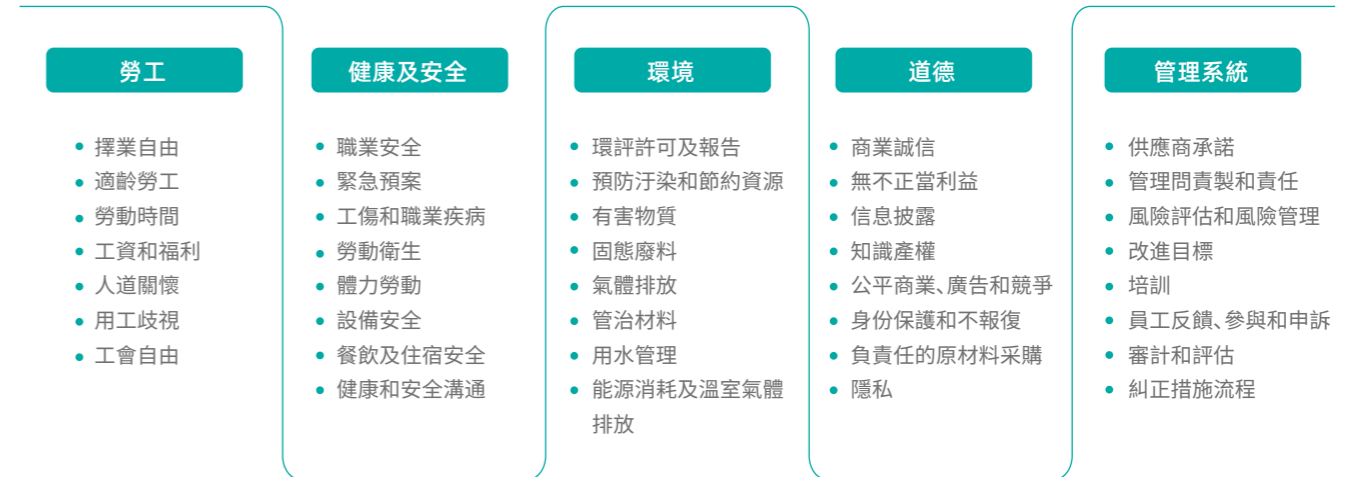 勞工
擇業自由
適齡勞工
勞動時間
工資和福利
人道關懷
用工歧視
工會自由
健康及安全
職業安全
緊急預案
工傷和職業疾病
勞動衛生
體力勞動
設備安全
餐飲及住宿安全
健康和安全溝通
環境
環評許可及報告
預防汙染和節約資源
有害物質
固態廢料
氣體排放
管治材料
用水管理
能源消耗及溫室氣體
排放
道德
商業誠信
無不正當利益
信息披露
知識產權
公平商業、廣告和競爭
身份保護和不報復
負責任的原材料采購
隱私
管理系統
供應商承諾
管理問責製和責任
風險評估和風險管理
改進目標
培訓
員工反饋、參與和申訴
審計和評估
糾正措施流程